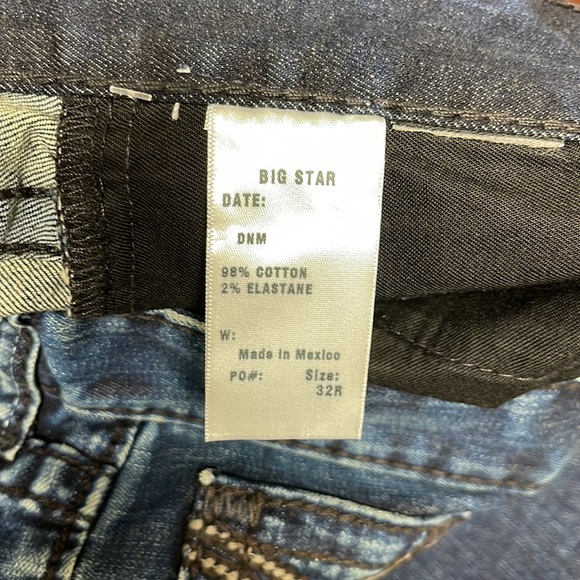 BIG STAR
DATE:
DNM
98% COTTON
2% ELASTANE
W:
Made in Mexico
PO#: Size:
32R